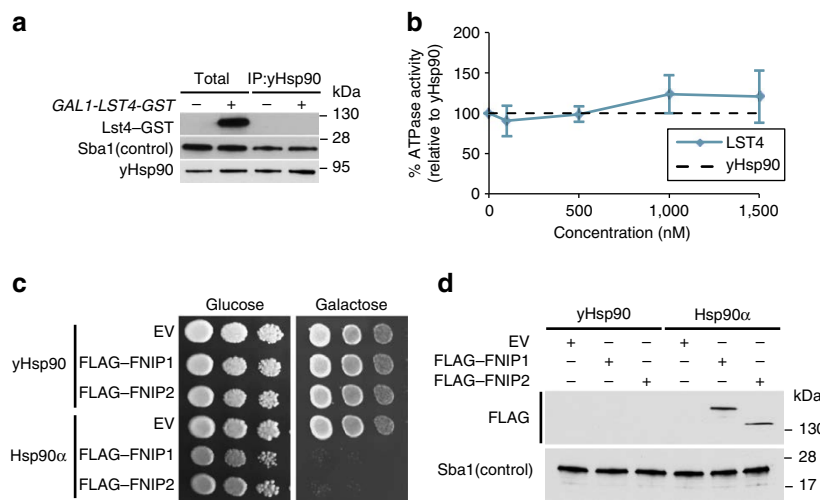 a
Total IP:yHsp90
kDa
GAL1-LST4-GST – + – +
Lst4–GST
130
Sba1(control)
28
yHsp90
95
b
% ATPase activity
(relative to yHsp90)
200
150
100
50
0
0 500 1,000 1,500
Concentration (nM)
LST4
yHsp90
c
Glucose Galactose
yHsp90
EV
FLAG–FNIP1
FLAG–FNIP2
Hsp90α
EV
FLAG–FNIP1
FLAG–FNIP2
d
yHsp90 Hsp90α
EV + – – + – –
FLAG–FNIP1 – + – – + –
FLAG–FNIP2 – – + – – +
kDa
FLAG
130
Sba1(control)
28
17